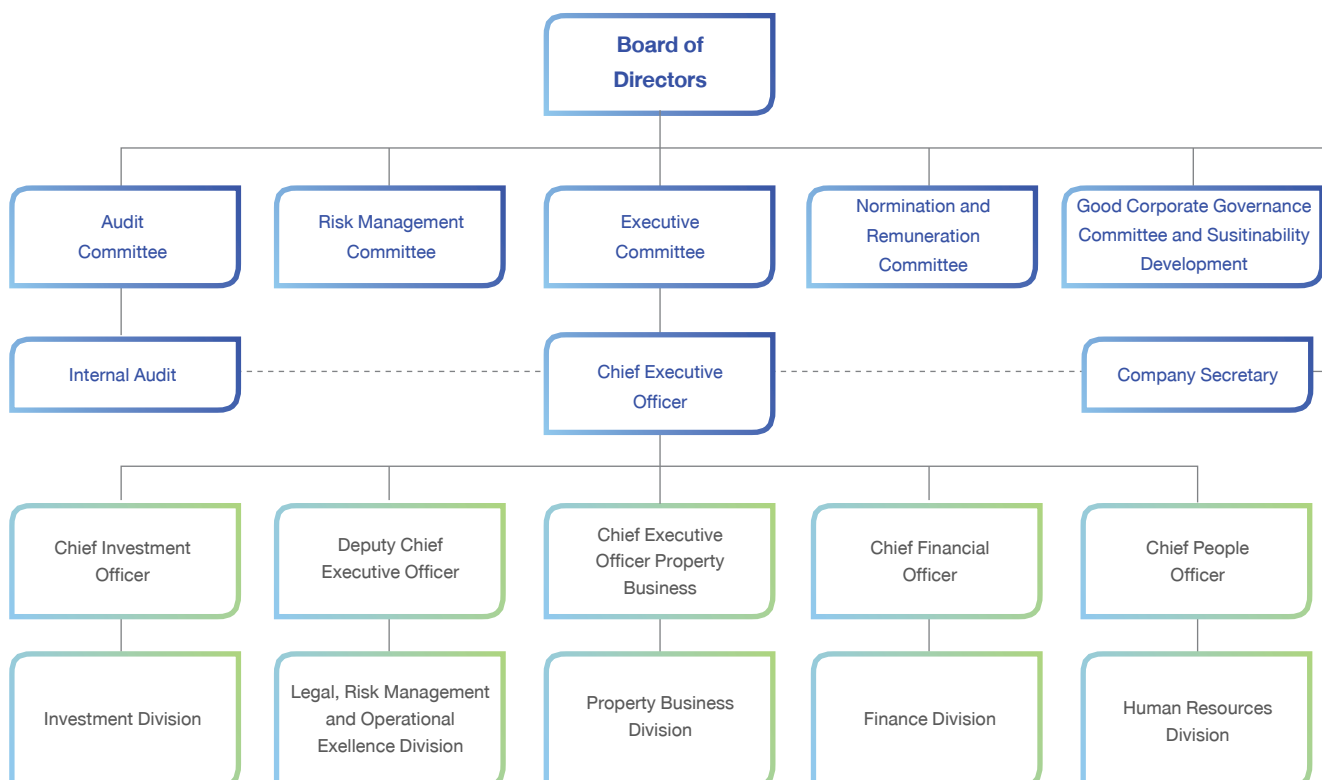 Board of
Directors
Audit
Committee
Risk Management
Committee
Executive
Committee
Normination and
Remuneration
Committee
Good Corporate Governance
Committee and Susitinability
Development
Internal Audit
Chief Executive
Officer
Company Secretary
Chief Investment
Officer
Deputy Chief
Executive Officer
Chief Executive
Officer Property
Business
Chief Financial
Officer
Chief People
Officer
Investment Division
Legal, Risk Management
and Operational
Exellence Division
Property Business
Division
Finance Division
Human Resources
Division